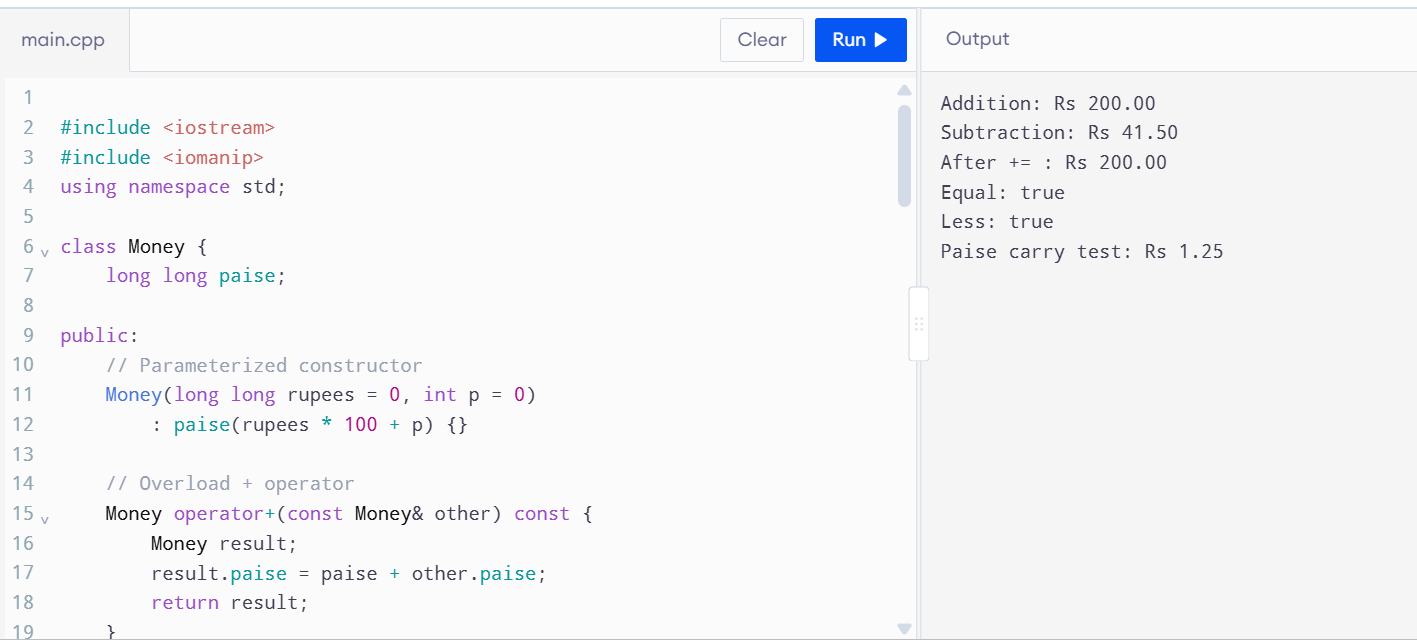 main.cpp
Clear
Run
Output
1
2 #include <iostream>
3 #include <iomanip>
4 using namespace std;
5
6 class Money {
7     long long paise;
8
9 public:
10     // Parameterized constructor
11     Money(long long rupees = 0, int p = 0)
12         : paise(rupees * 100 + p) {}
13
14     // Overload + operator
15     Money operator+(const Money& other) const {
16         Money result;
17         result.paise = paise + other.paise;
18         return result;
19     }
Addition: Rs 200.00
Subtraction: Rs 41.50
After += : Rs 200.00
Equal: true
Less: true
Paise carry test: Rs 1.25